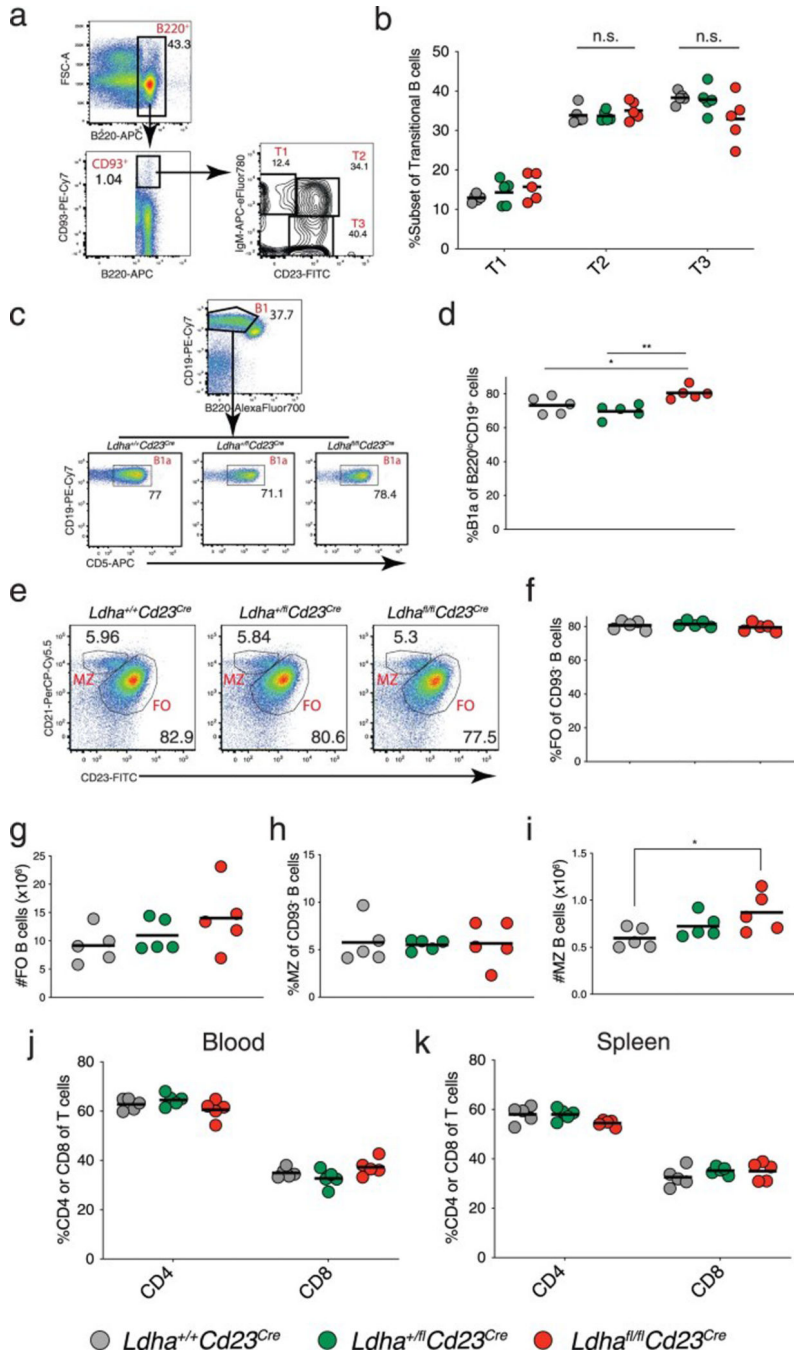 a
B220⁺
43.3
FSC-A
B220-APC
CD93⁺
1.04
CD93-PE-Cy7
B220-APC
T1
12.4
T2
34.1
T3
40.4
IgM-APC-eFluor780
CD23-FITC
b
n.s.
n.s.
50
40
30
20
10
0
%Subset of Transitional B cells
T1
T2
T3
c
B1
37.7
CD19-PE-Cy7
B220-AlexaFluor700
Ldha+/+Cd23Cre
Ldha+/flCd23Cre
Ldhafl/flCd23Cre
B1a
77
B1a
71.1
B1a
78.4
CD19-PE-Cy7
CD5-APC
d
**
*
80
60
40
20
0
%B1a of B220loCD19+ cells
e
Ldha+/+Cd23Cre
Ldha+/flCd23Cre
Ldhafl/flCd23Cre
5.96
MZ
FO
82.9
5.84
MZ
FO
80.6
5.3
MZ
FO
77.5
CD21-PerCP-Cy5.5
CD23-FITC
f
80
60
40
20
0
%FO of CD93- B cells
g
25
20
15
10
5
0
#FO B cells (x10⁶)
h
15
10
5
0
%MZ of CD93- B cells
i
*
1.5
1.0
0.5
0.0
#MZ B cells (x10⁶)
j
Blood
80
60
40
20
0
%CD4 or CD8 of T cells
CD4
CD8
k
Spleen
80
60
40
20
0
%CD4 or CD8 of T cells
CD4
CD8
Ldha+/+Cd23Cre
Ldha+/flCd23Cre
Ldhafl/flCd23Cre